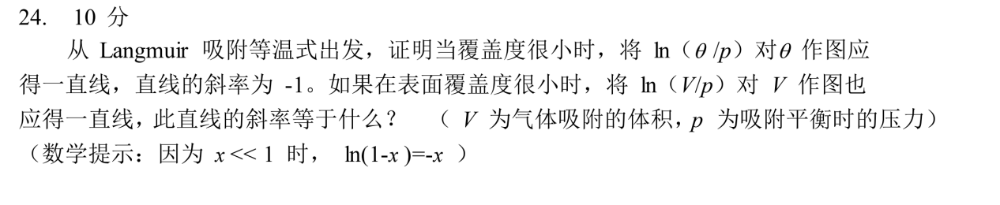 24. 10 分
从 Langmuir 吸附等温式出发，证明当覆盖度很小时，将 ln（θ/p）对θ 作图应
得一直线，直线的斜率为 -1。如果在表面覆盖度很小时，将 ln（V/p）对 V 作图也
应得一直线，此直线的斜率等于什么？ （ V 为气体吸附的体积，p 为吸附平衡时的压力）
（数学提示：因为 x << 1 时， ln(1-x )=-x ）